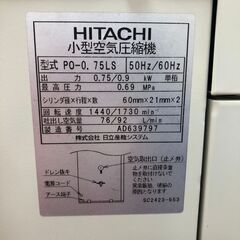 HITACHI
小型空気圧縮機
型式 PO-0.75LS 50Hz/60Hz
出力 0.75/0.9 kW 単相
最高圧力 0.69 MPa
シリンダ径×行程×数 60mm×21mm×2
回転速度 1440/1730 min⁻¹
吐出し空気量 76/92 L/min
製造番号 AD639797
株式会社 日立産機システム
ドレン抜き
電源コード
アース端子
空気取出口(止メ弁)
SC2423-553